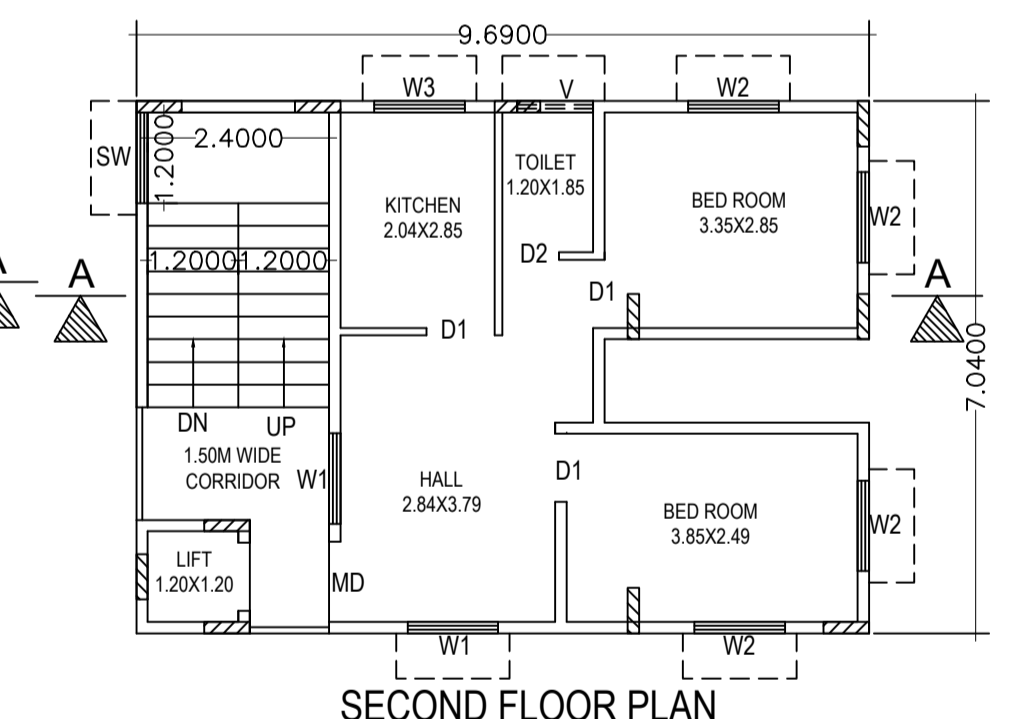 9.6900
W3
V
W2
SW
1.2000
2.4000
TOILET
1.20X1.85
KITCHEN
2.04X2.85
BED ROOM
3.35X2.85
W2
D2
1.2000
1.2000
A
A
A
D1
D1
7.0400
DN
UP
1.50M WIDE
CORRIDOR
W1
HALL
2.84X3.79
D1
BED ROOM
3.85X2.49
W2
LIFT
1.20X1.20
MD
W1
W2
SECOND FLOOR PLAN